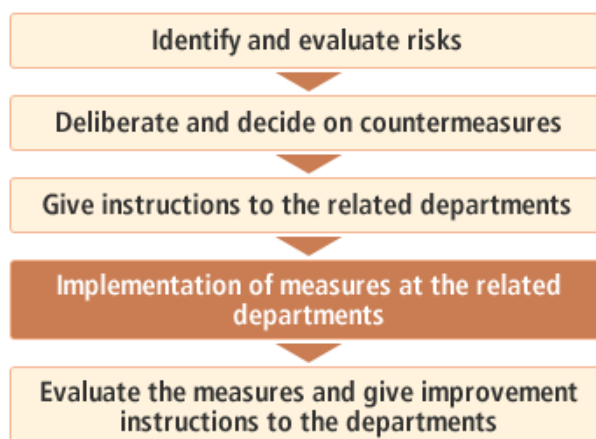 Identify and evaluate risks
Deliberate and decide on countermeasures
Give instructions to the related departments
Implementation of measures at the related
departments
Evaluate the measures and give improvement
instructions to the departments